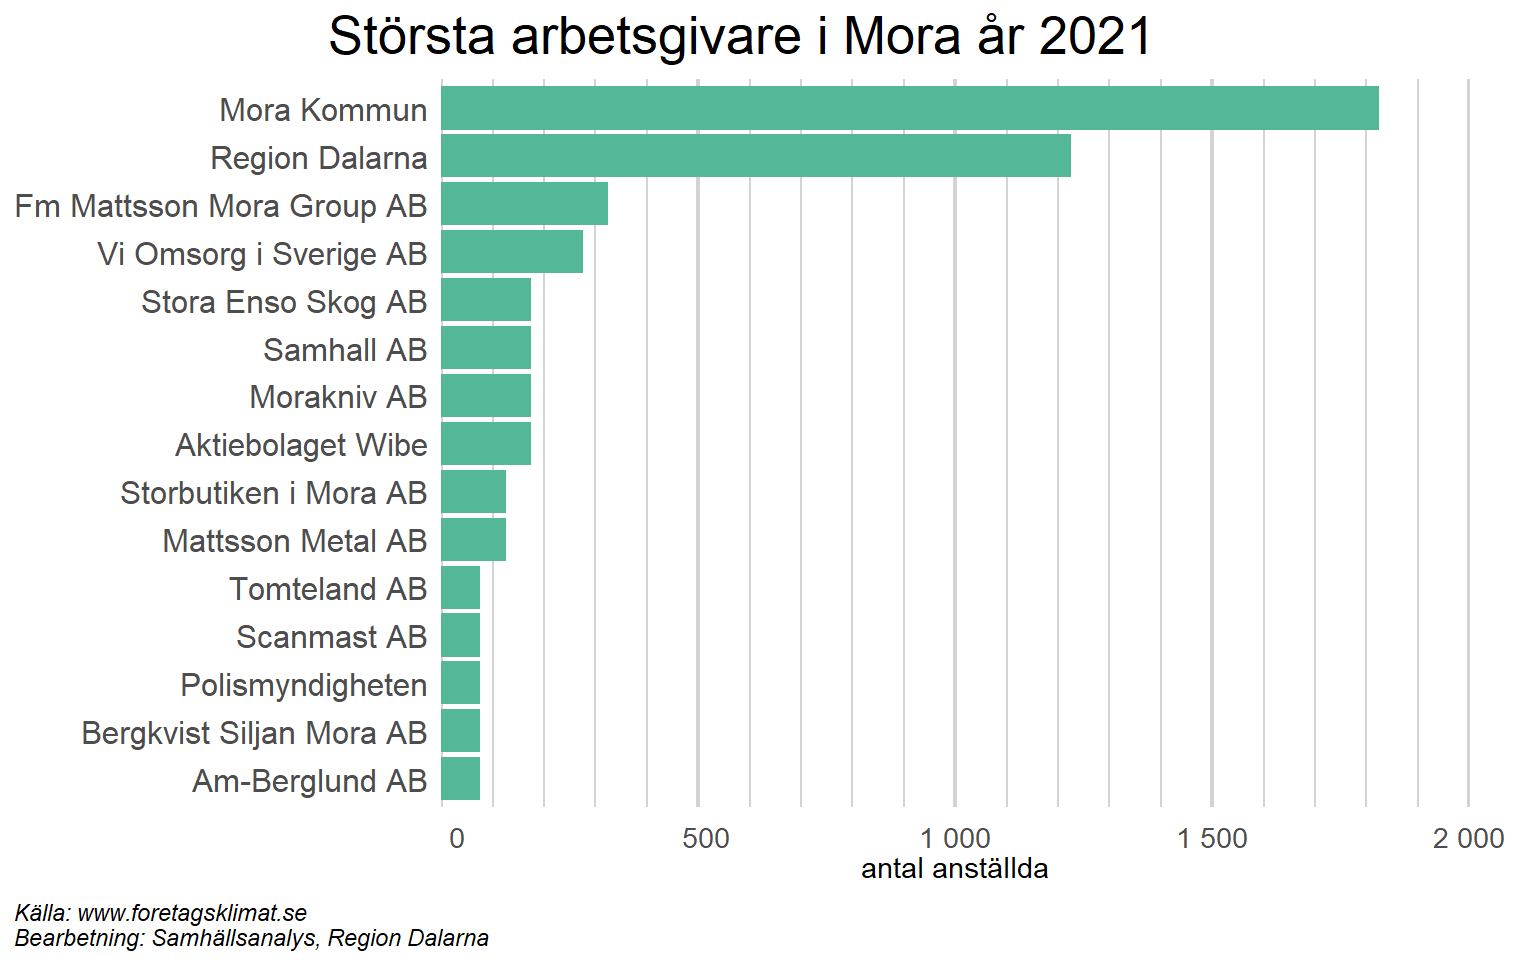 Största arbetsgivare i Mora år 2021
Mora Kommun
Region Dalarna
Fm Mattsson Mora Group AB
Vi Omsorg i Sverige AB
Stora Enso Skog AB
Samhall AB
Morakniv AB
Aktiebolaget Wibe
Storbutiken i Mora AB
Mattsson Metal AB
Tomteland AB
Scanmast AB
Polismyndigheten
Bergkvist Siljan Mora AB
Am-Berglund AB
0 500 1 000 1 500 2 000
antal anställda
Källa: www.foretagsklimat.se
Bearbetning: Samhällsanalys, Region Dalarna